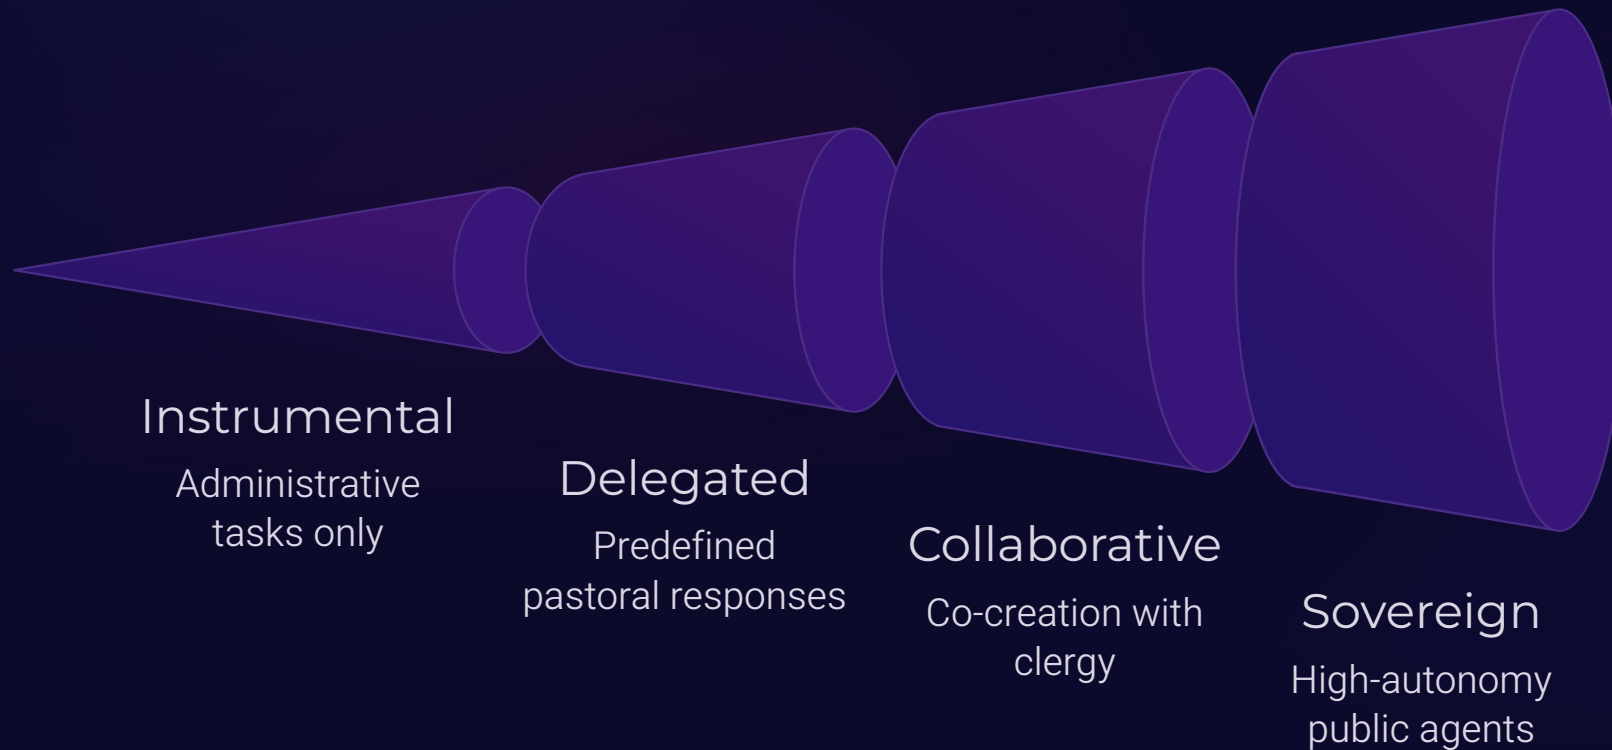 Instrumental
Administrative
tasks only
Delegated
Predefined
pastoral responses
Collaborative
Co-creation with
clergy
Sovereign
High-autonomy
public agents